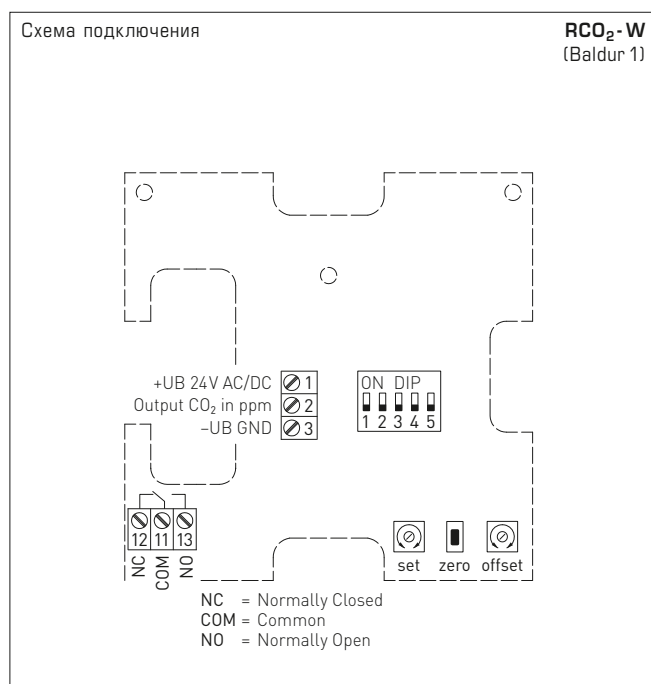 Схема подключения
RCO₂-W
(Baldur 1)
+UB 24V AC/DC 1
Output CO₂ in ppm 2
–UB GND 3
ON DIP
1 2 3 4 5
12 11 13
NC COM NO
set zero offset
NC = Normally Closed
COM = Common
NO = Normally Open